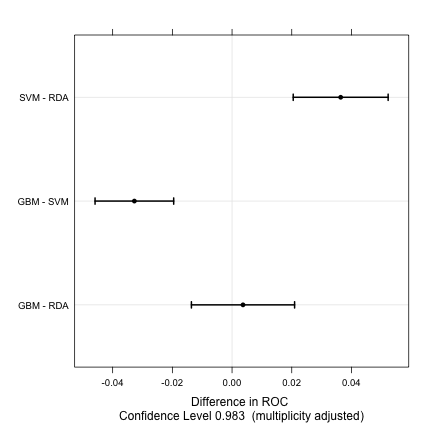 SVM - RDA
GBM - SVM
GBM - RDA
-0.04 -0.02 0.00 0.02 0.04
Difference in ROC
Confidence Level 0.983 (multiplicity adjusted)